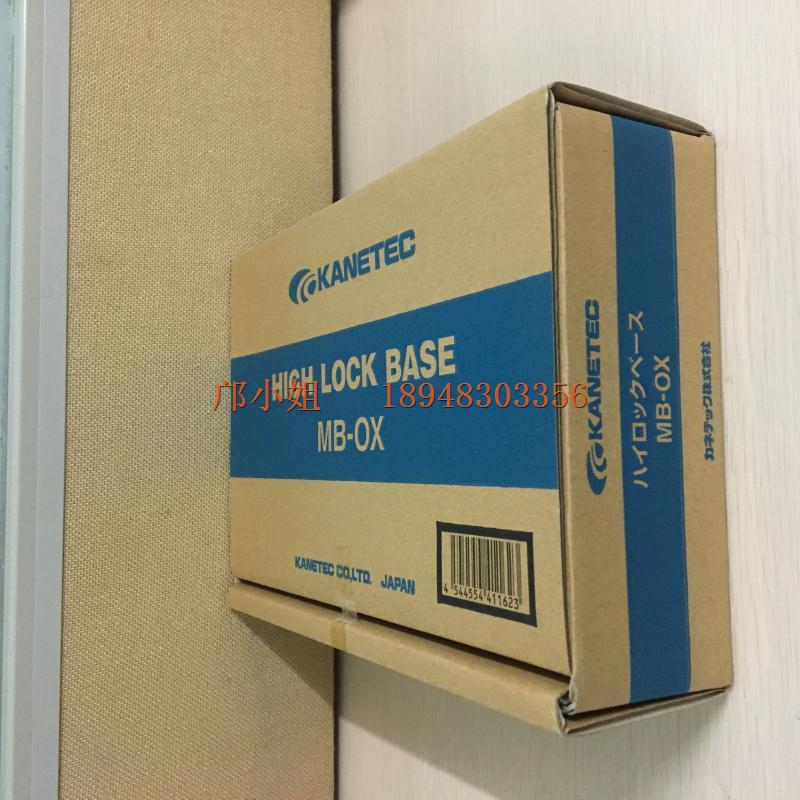 KANETEC
HIGH LOCK BASE
MB-OX
KANETEC CO.,LTD. JAPAN
4 544554 411623
KANETEC
ハイロックベース
MB-OX
カネテック株式会社
邝小姐 18948303356